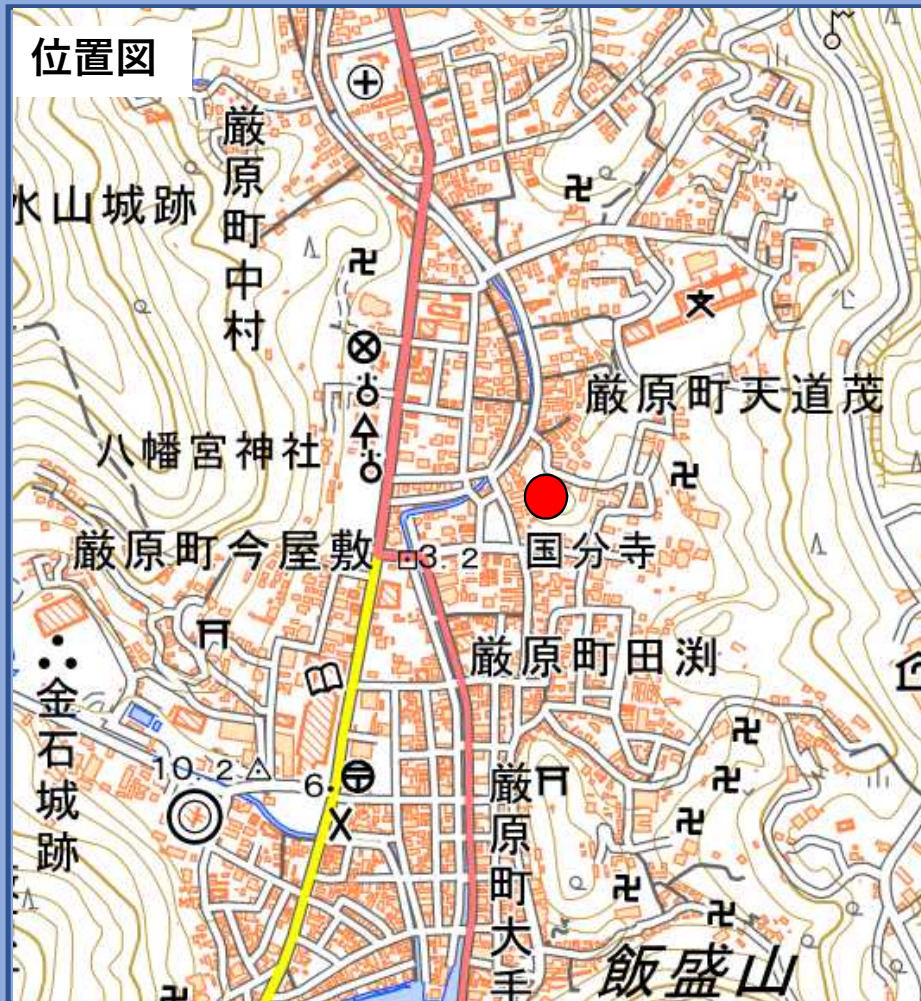 位置図
厳原町中村
水山城跡
厳原町天道茂
八幡宮神社
厳原町今屋敷
3.2
国分寺
厳原町田渕
金石城跡
10.2
6.
厳原町大手
飯盛山